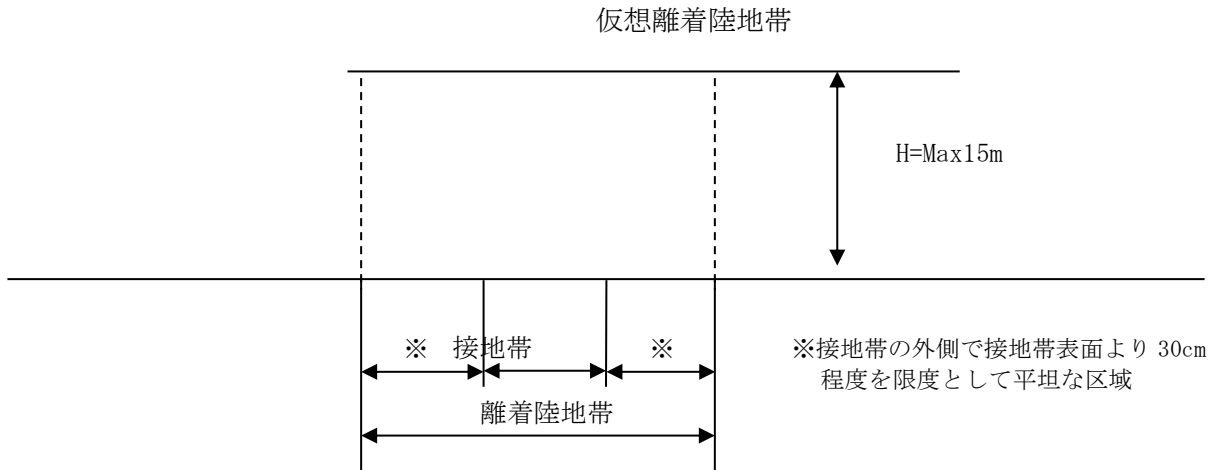 仮想離着陸地帯
H=Max15m
※ 接地帯 ※
※接地帯の外側で接地帯表面より 30cm
程度を限度として平坦な区域
離着陸地帯